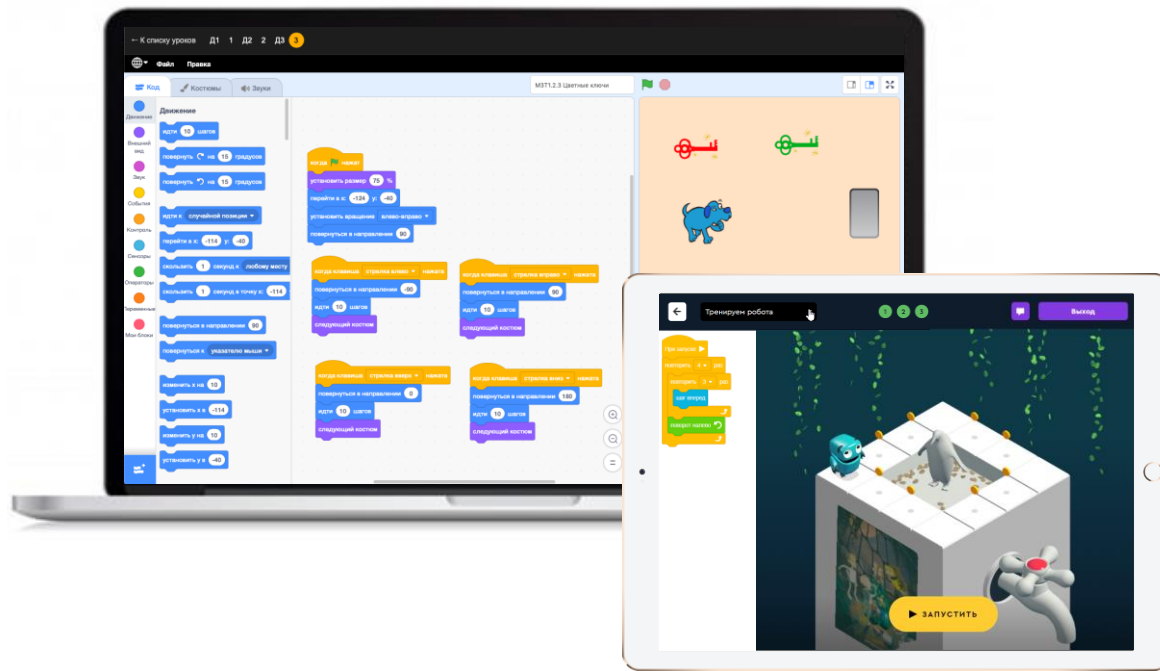 ← К списку уроков Д1 1 Д2 2 Д3 3
Файл Правка
Код Костюмы Звуки
МЭТ1.2.3 Цветные ключи
Движение
Внешний вид
Звук
События
Контроль
Сенсоры
Операторы
Переменные
Мои блоки
Движение
идти 10 шагов
повернуть на 15 градусов
повернуть на 15 градусов
идти к случайной позиции
перейти в x: -114 y: -40
скользить 1 секунд к любому месту
скользить 1 секунд в точку x: -114
повернуться в направлении 90
повернуться к указателю мыши
изменить x на 10
установить x в -114
изменить y на 10
установить y в -40
когда нажат
установить размер 75 %
перейти в x: -124 y: -40
установить вращение влево-вправо
повернуться в направлении 90
когда клавиша стрелка влево нажата
повернуться в направлении -90
идти 10 шагов
следующий костюм
когда клавиша стрелка вправо нажата
повернуться в направлении 90
идти 10 шагов
следующий костюм
когда клавиша стрелка вверх нажата
повернуться в направлении 0
идти 10 шагов
следующий костюм
когда клавиша стрелка вниз нажата
повернуться в направлении 180
идти 10 шагов
следующий костюм
Тренируем робота
1 2 3
Выход
При запуске
повторить 4 раз
повторить 3 раз
шаг вперед
поворот налево
ЗАПУСТИТЬ